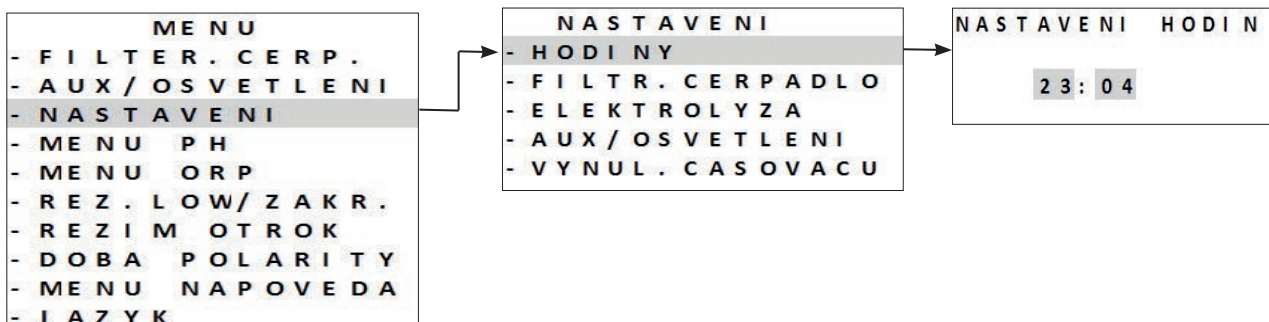 MENU
- FILTER. CERP.
- AUX/OSVETLENI
- NASTAVENI
- MENU PH
- MENU ORP
- REZ. LOW/ZAKR.
- REZIM OTROK
- DOBA POLARITY
- MENU NAPOVEDA
- JAZYK
NASTAVENI
- HODINY
- FILTR. CERPADLO
- ELEKTROLYZA
- AUX/OSVETLENI
- VYNUL. CASOVACU
NASTAVENI HODIN
23:04